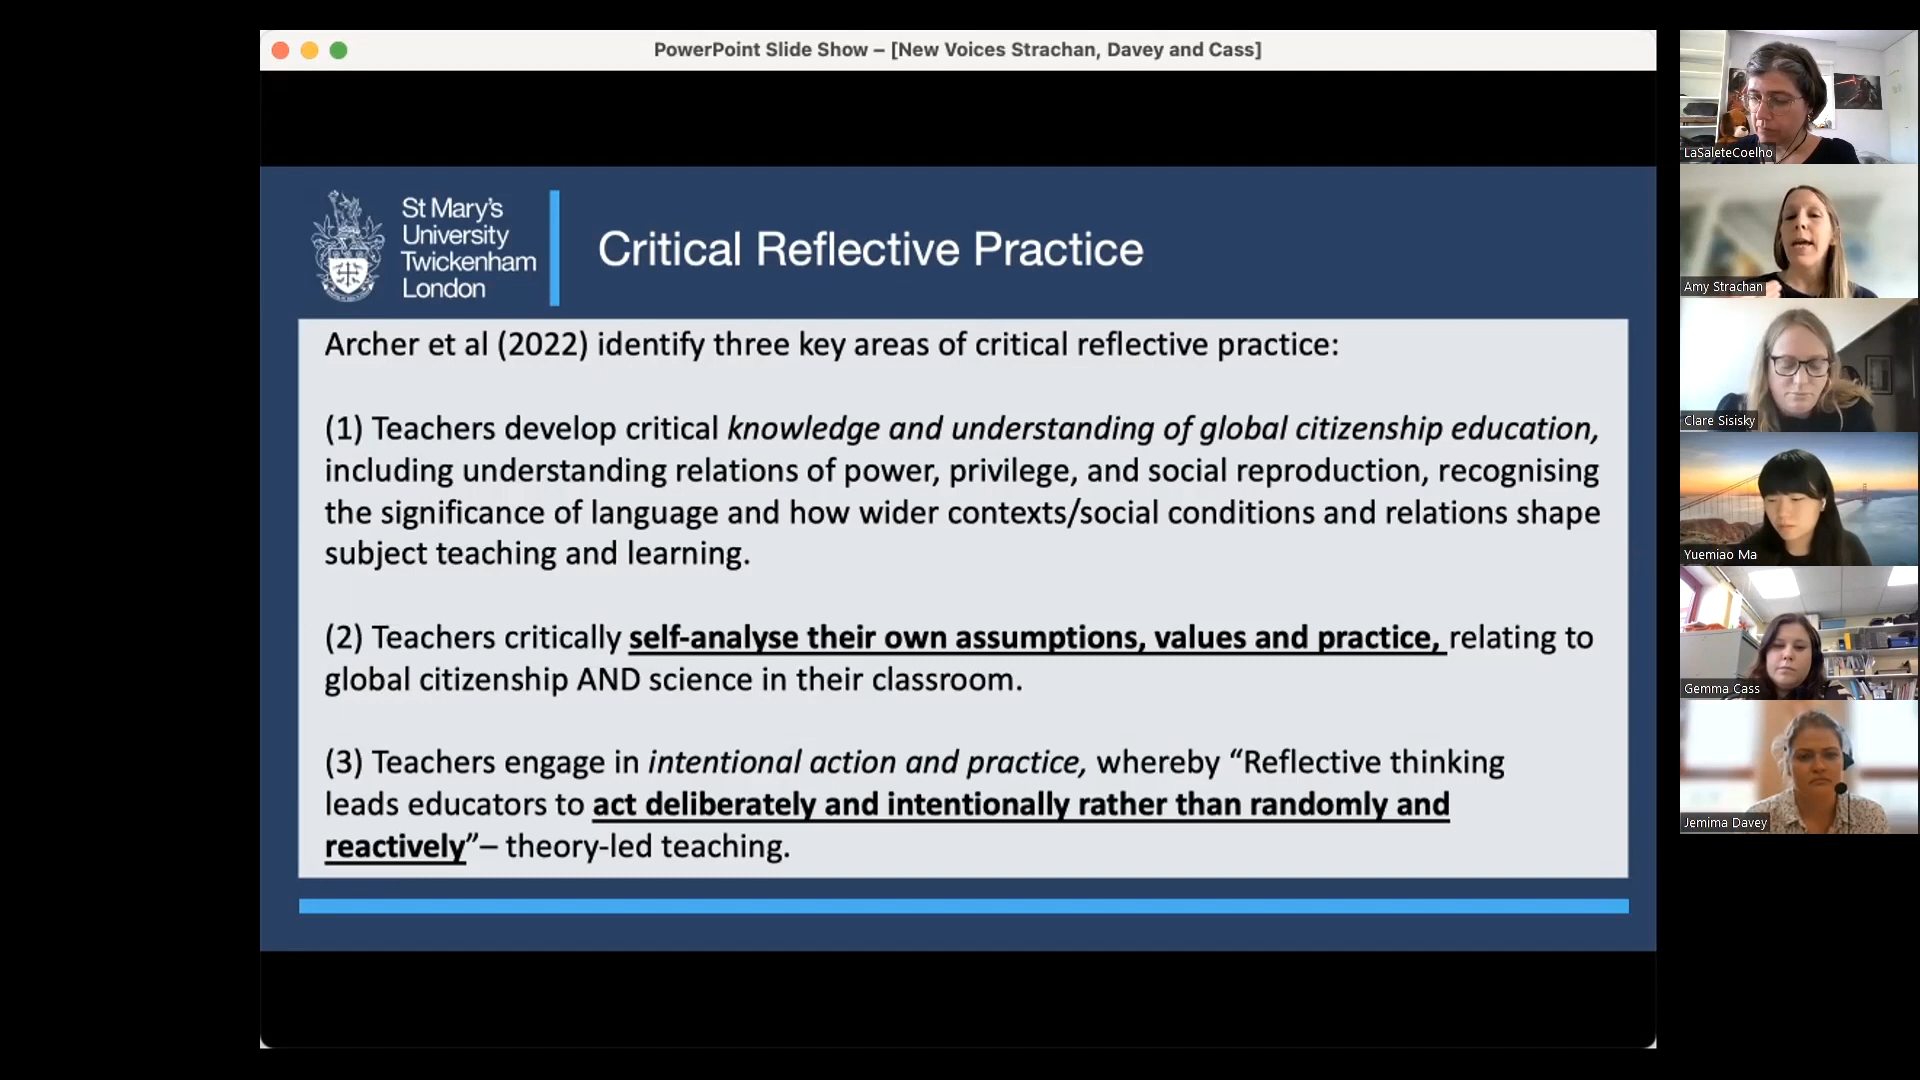 PowerPoint Slide Show – [New Voices Strachan, Davey and Cass]
St Mary's
University
Twickenham
London
Critical Reflective Practice
Archer et al (2022) identify three key areas of critical reflective practice:
(1) Teachers develop critical knowledge and understanding of global citizenship education,
including understanding relations of power, privilege, and social reproduction, recognising
the significance of language and how wider contexts/social conditions and relations shape
subject teaching and learning.
(2) Teachers critically self-analyse their own assumptions, values and practice, relating to
global citizenship AND science in their classroom.
(3) Teachers engage in intentional action and practice, whereby “Reflective thinking
leads educators to act deliberately and intentionally rather than randomly and
reactively”– theory-led teaching.
LaSaleteCoelho
Amy Strachan
Clare Sisisky
Yuemiao Ma
Gemma Cass
Jemima Davey